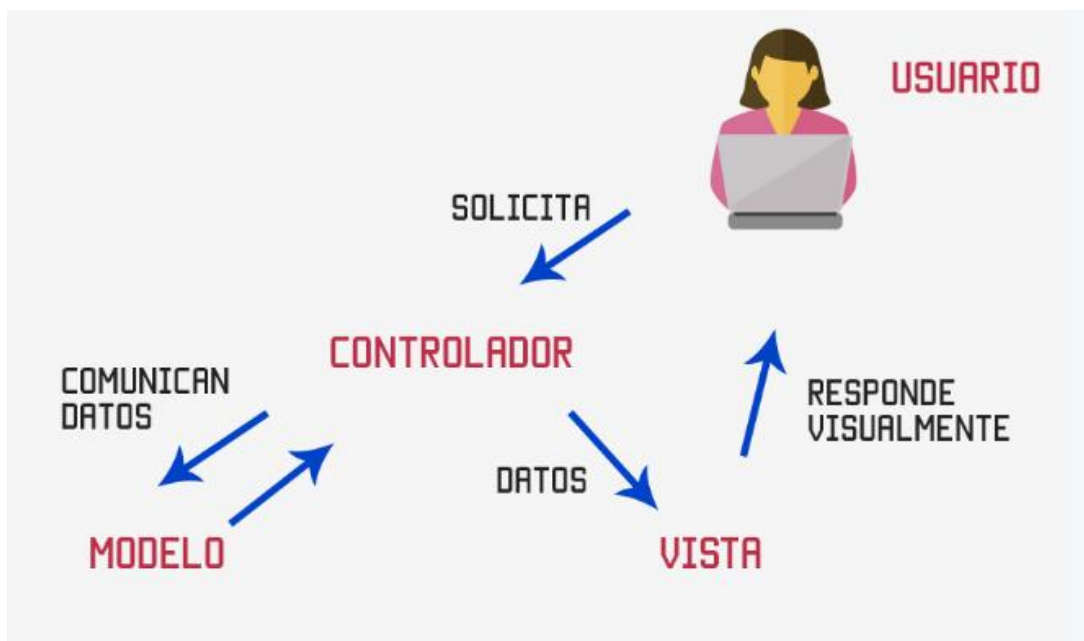 USUARIO
SOLICITA
CONTROLADOR
COMUNICAN
DATOS
RESPONDE
VISUALMENTE
DATOS
MODELO
VISTA